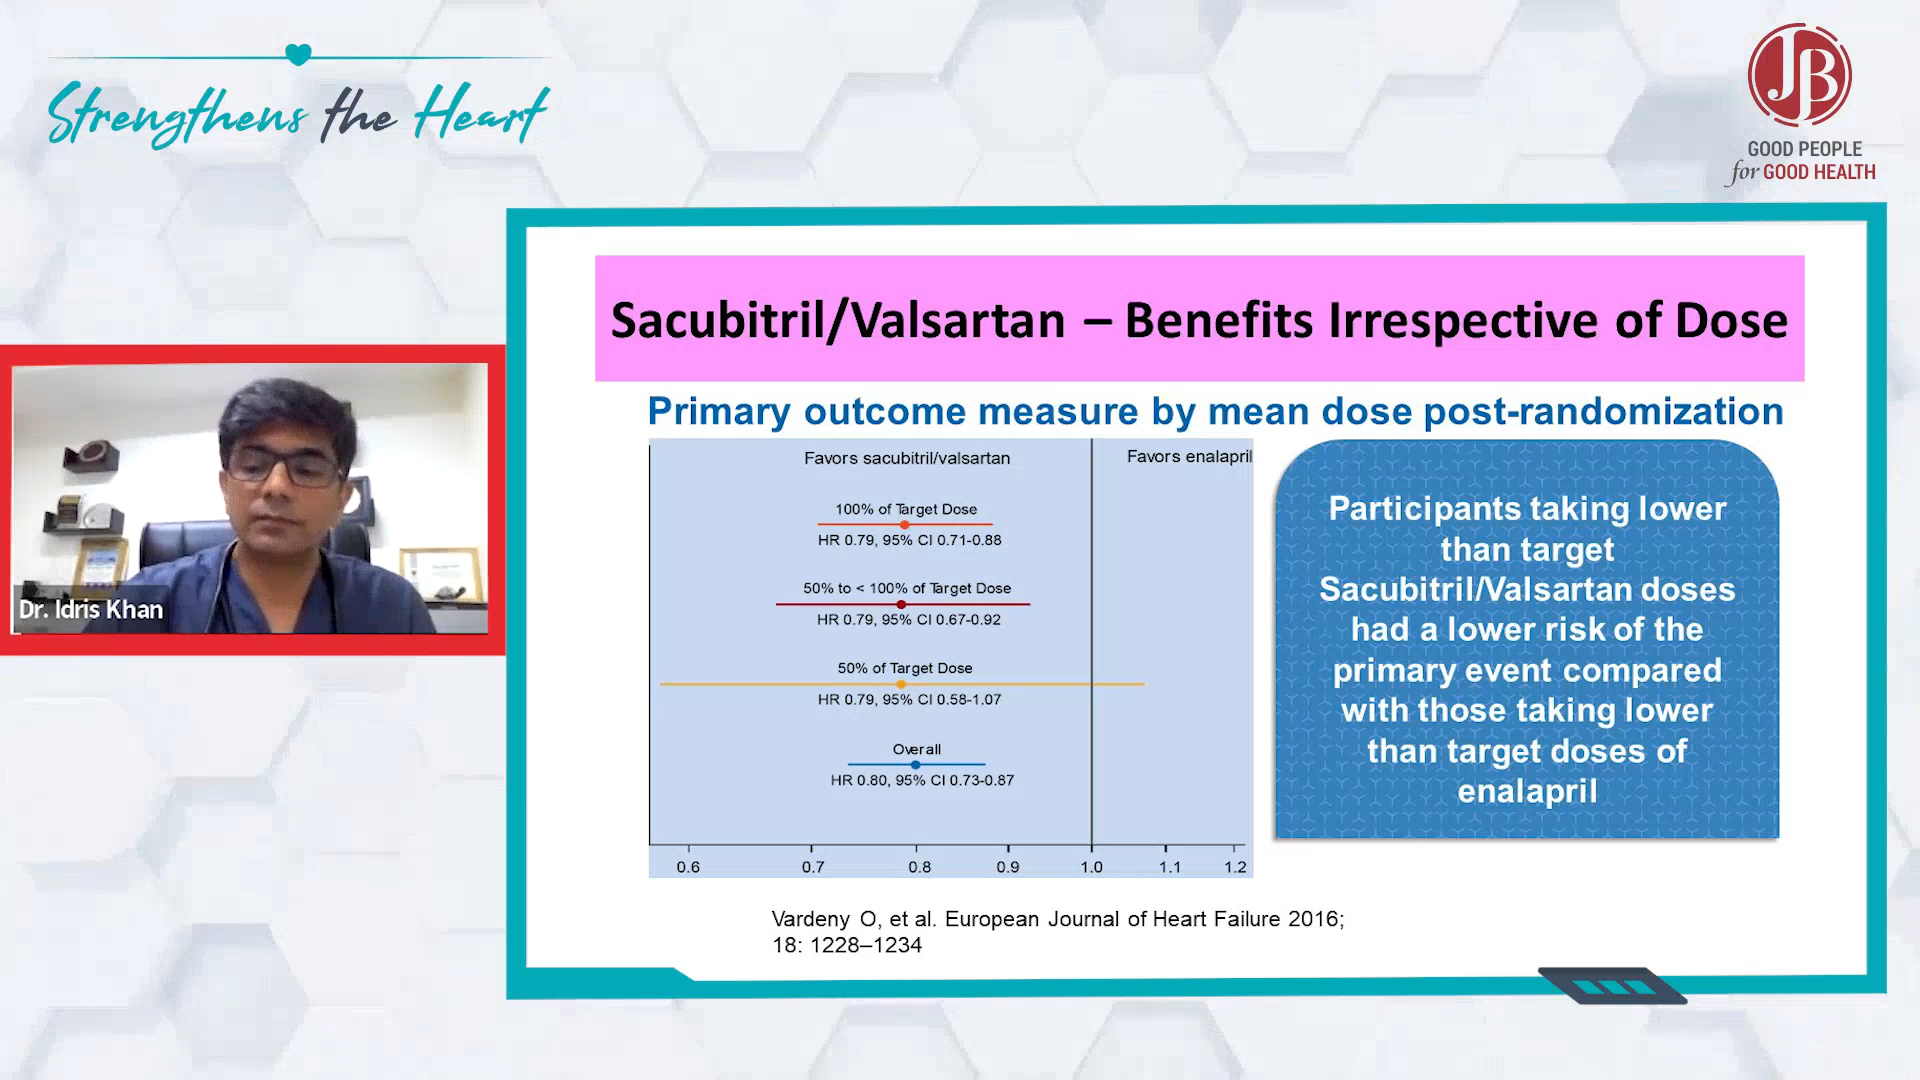 Strengthens the Heart
JB
GOOD PEOPLE
for GOOD HEALTH
Sacubitril/Valsartan – Benefits Irrespective of Dose
Primary outcome measure by mean dose post-randomization
Favors sacubitril/valsartan
Favors enalapril
100% of Target Dose
HR 0.79, 95% CI 0.71-0.88
50% to < 100% of Target Dose
HR 0.79, 95% CI 0.67-0.92
50% of Target Dose
HR 0.79, 95% CI 0.58-1.07
Overall
HR 0.80, 95% CI 0.73-0.87
0.6 0.7 0.8 0.9 1.0 1.1 1.2
Participants taking lower
than target
Sacubitril/Valsartan doses
had a lower risk of the
primary event compared
with those taking lower
than target doses of
enalapril
Vardeny O, et al. European Journal of Heart Failure 2016;
18: 1228–1234
Dr. Idris Khan